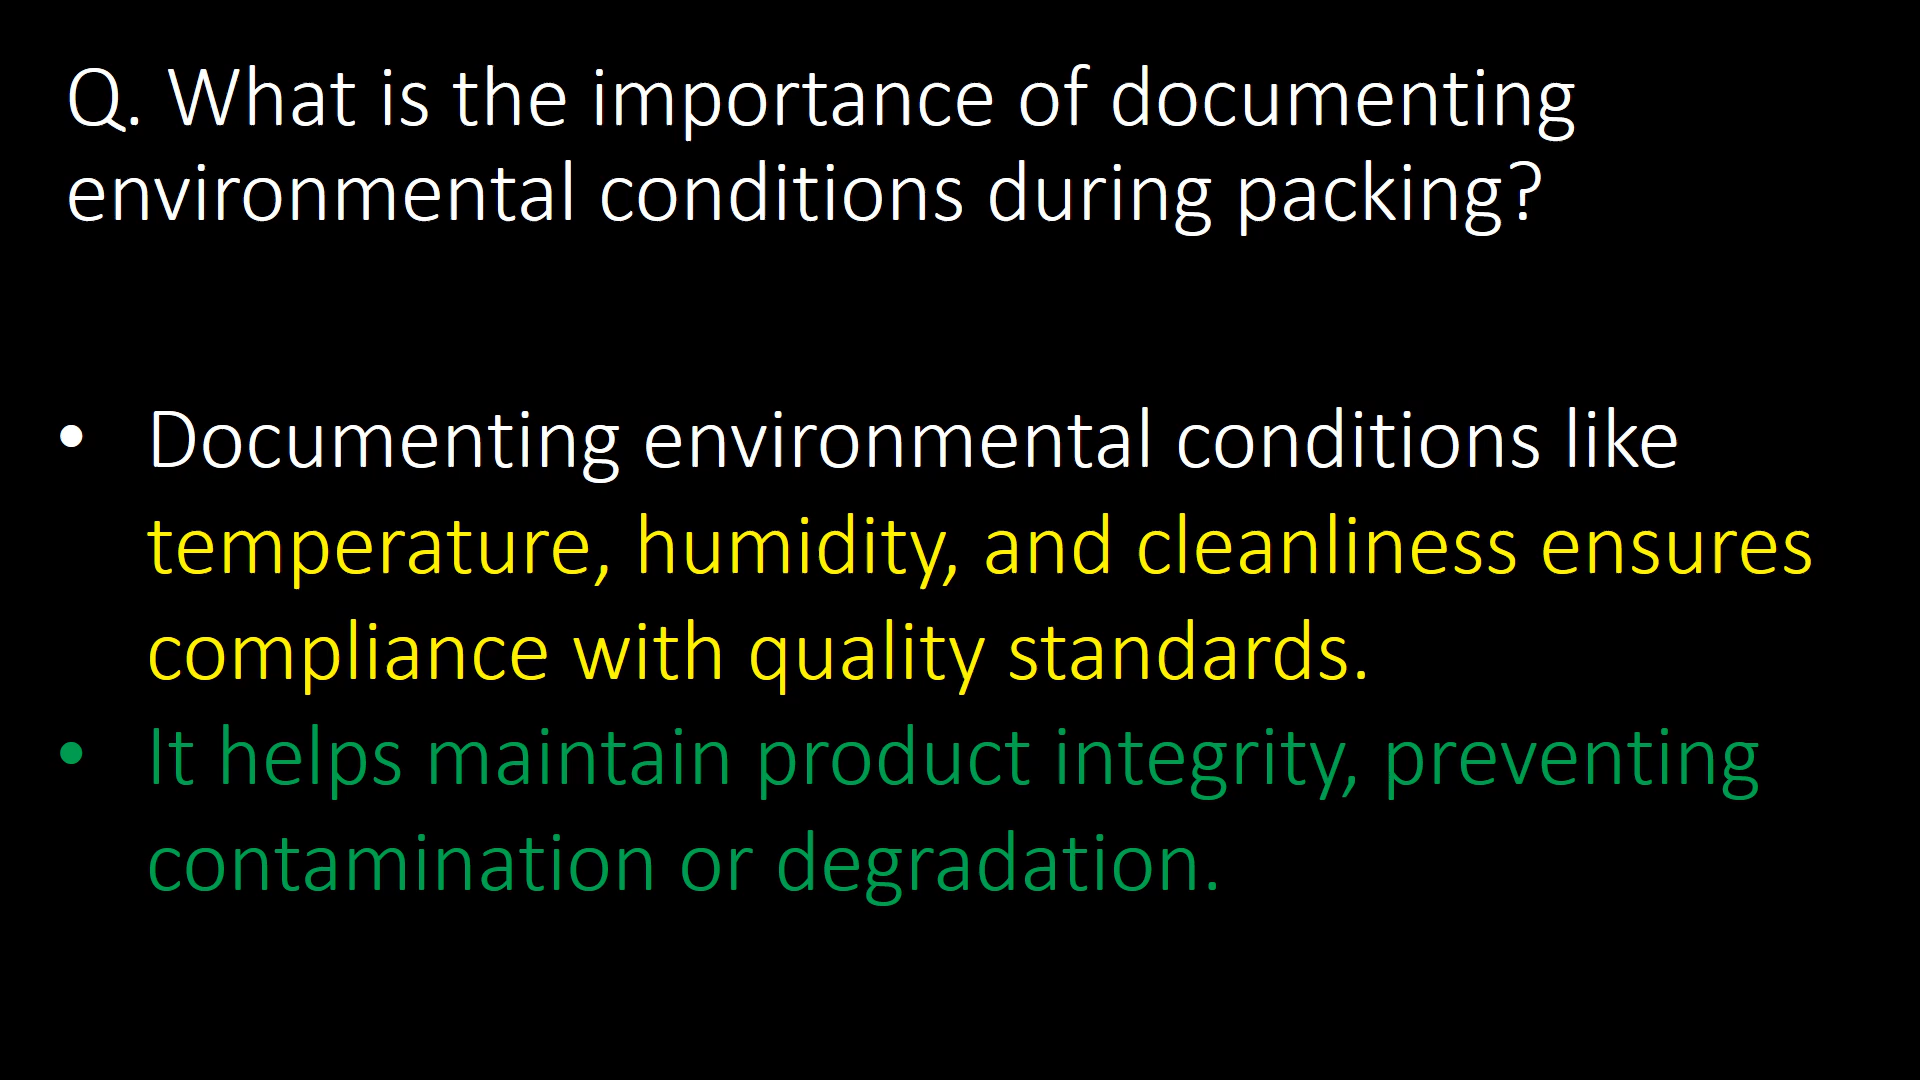 Q. What is the importance of documenting
environmental conditions during packing?
• Documenting environmental conditions like
temperature, humidity, and cleanliness ensures
compliance with quality standards.
• It helps maintain product integrity, preventing
contamination or degradation.